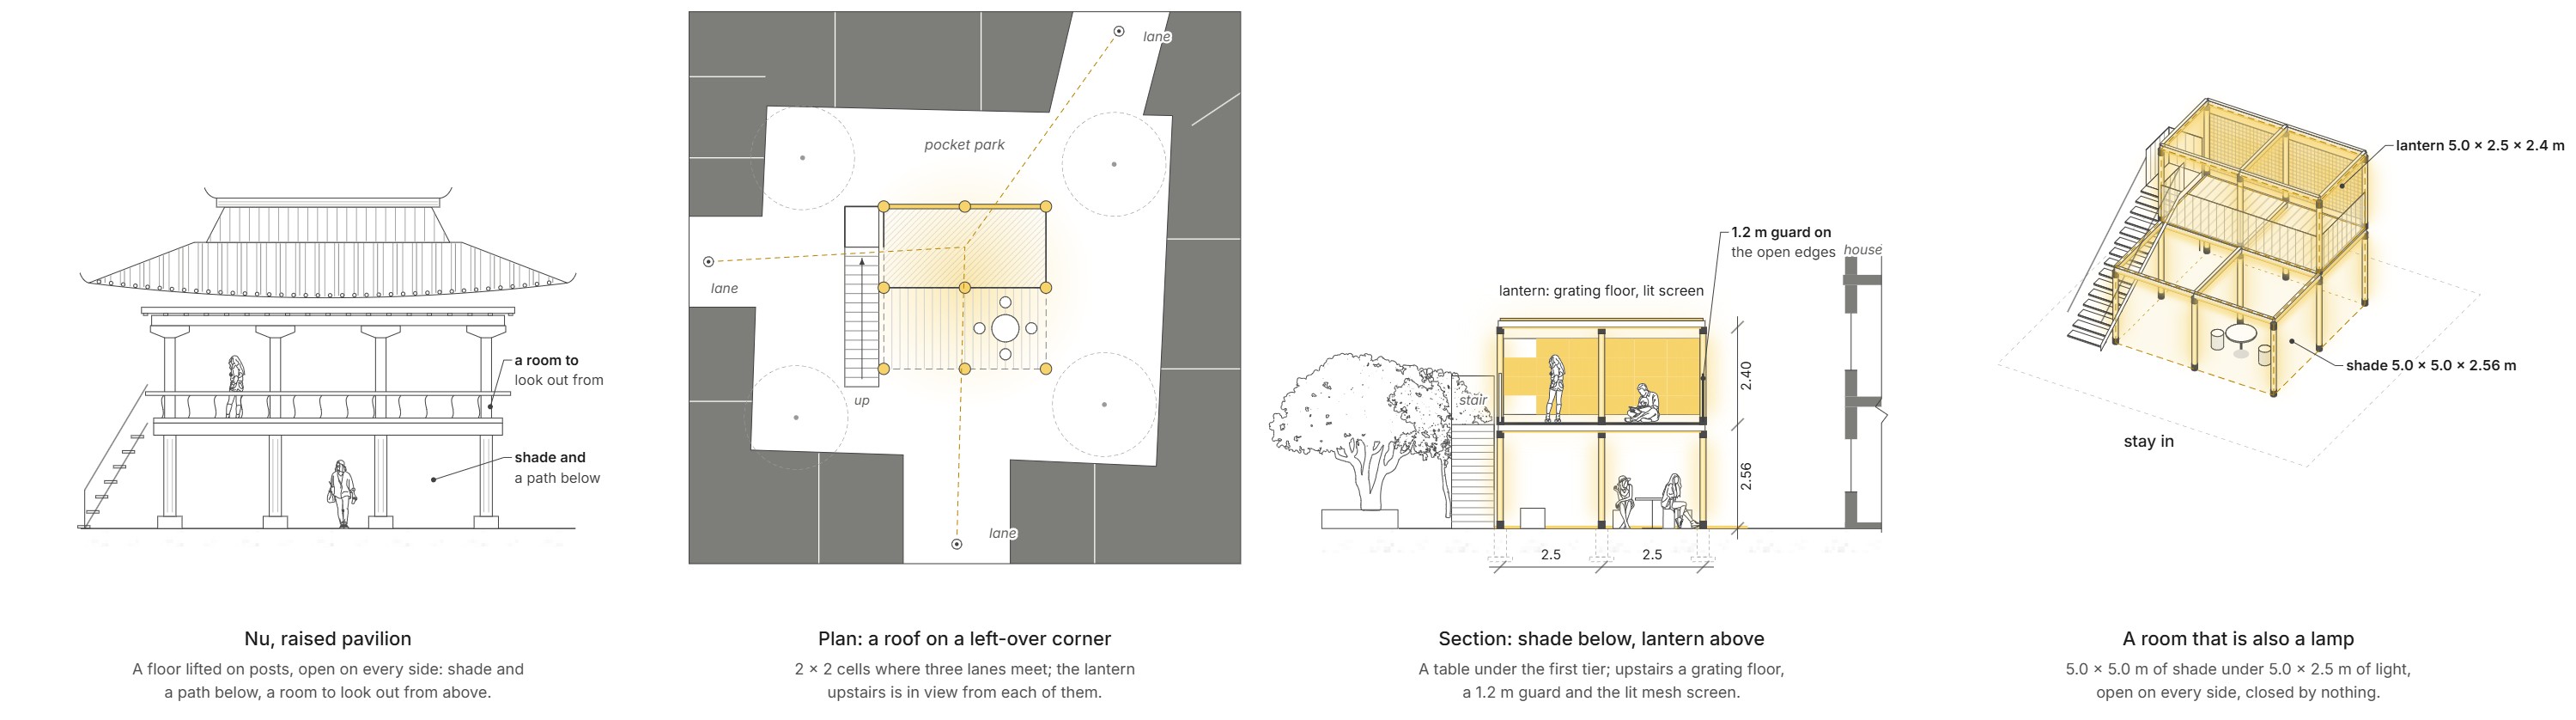 a room to
look out from
shade and
a path below
Nu, raised pavilion
A floor lifted on posts, open on every side: shade and
a path below, a room to look out from above.
lane
pocket park
lane
up
lane
Plan: a roof on a left-over corner
2 × 2 cells where three lanes meet; the lantern
upstairs is in view from each of them.
1.2 m guard on
the open edges
house
lantern: grating floor, lit screen
stair
2.40
2.56
2.5
2.5
Section: shade below, lantern above
A table under the first tier; upstairs a grating floor,
a 1.2 m guard and the lit mesh screen.
lantern 5.0 × 2.5 × 2.4 m
shade 5.0 × 5.0 × 2.56 m
stay in
A room that is also a lamp
5.0 × 5.0 m of shade under 5.0 × 2.5 m of light,
open on every side, closed by nothing.